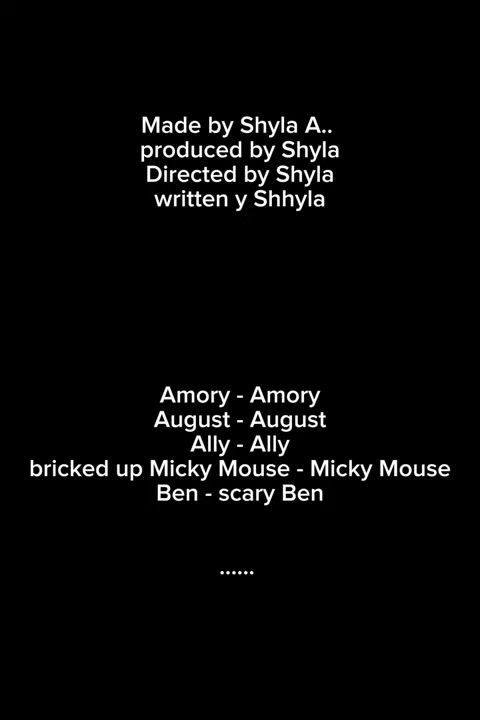 Made by Shyla A..
produced by Shyla
Directed by Shyla
written y Shhyla
Amory - Amory
August - August
Ally - Ally
bricked up Micky Mouse - Micky Mouse
Ben - scary Ben
......